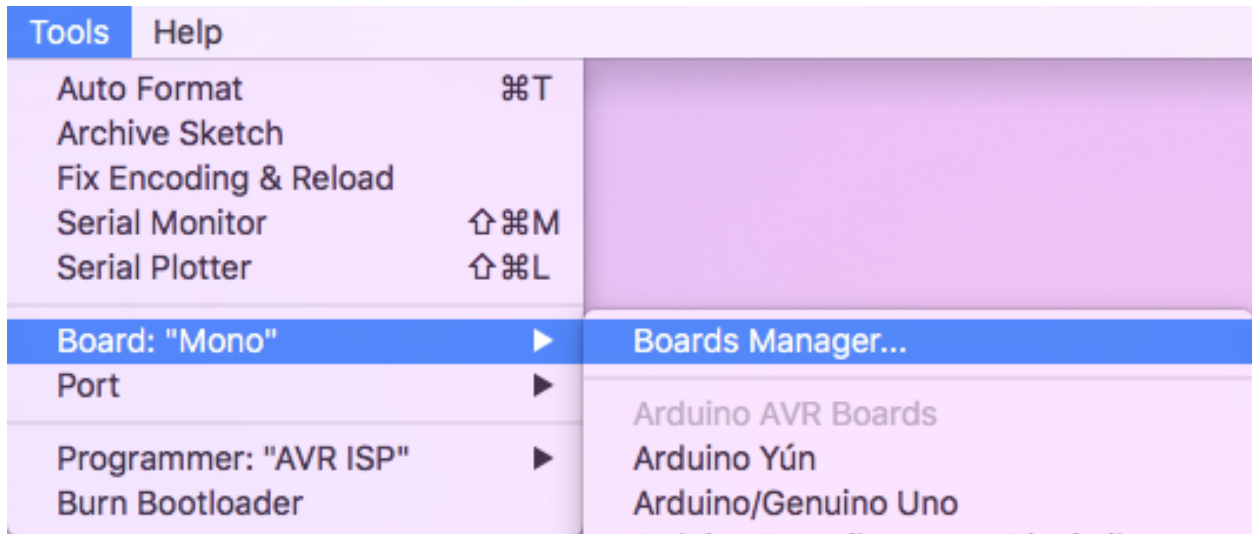 Tools Help
Auto Format ⌘T
Archive Sketch
Fix Encoding & Reload
Serial Monitor ⇧⌘M
Serial Plotter ⇧⌘L
Board: "Mono" ▶
Port ▶
Programmer: "AVR ISP" ▶
Burn Bootloader
Boards Manager...
Arduino AVR Boards
Arduino Yún
Arduino/Genuino Uno